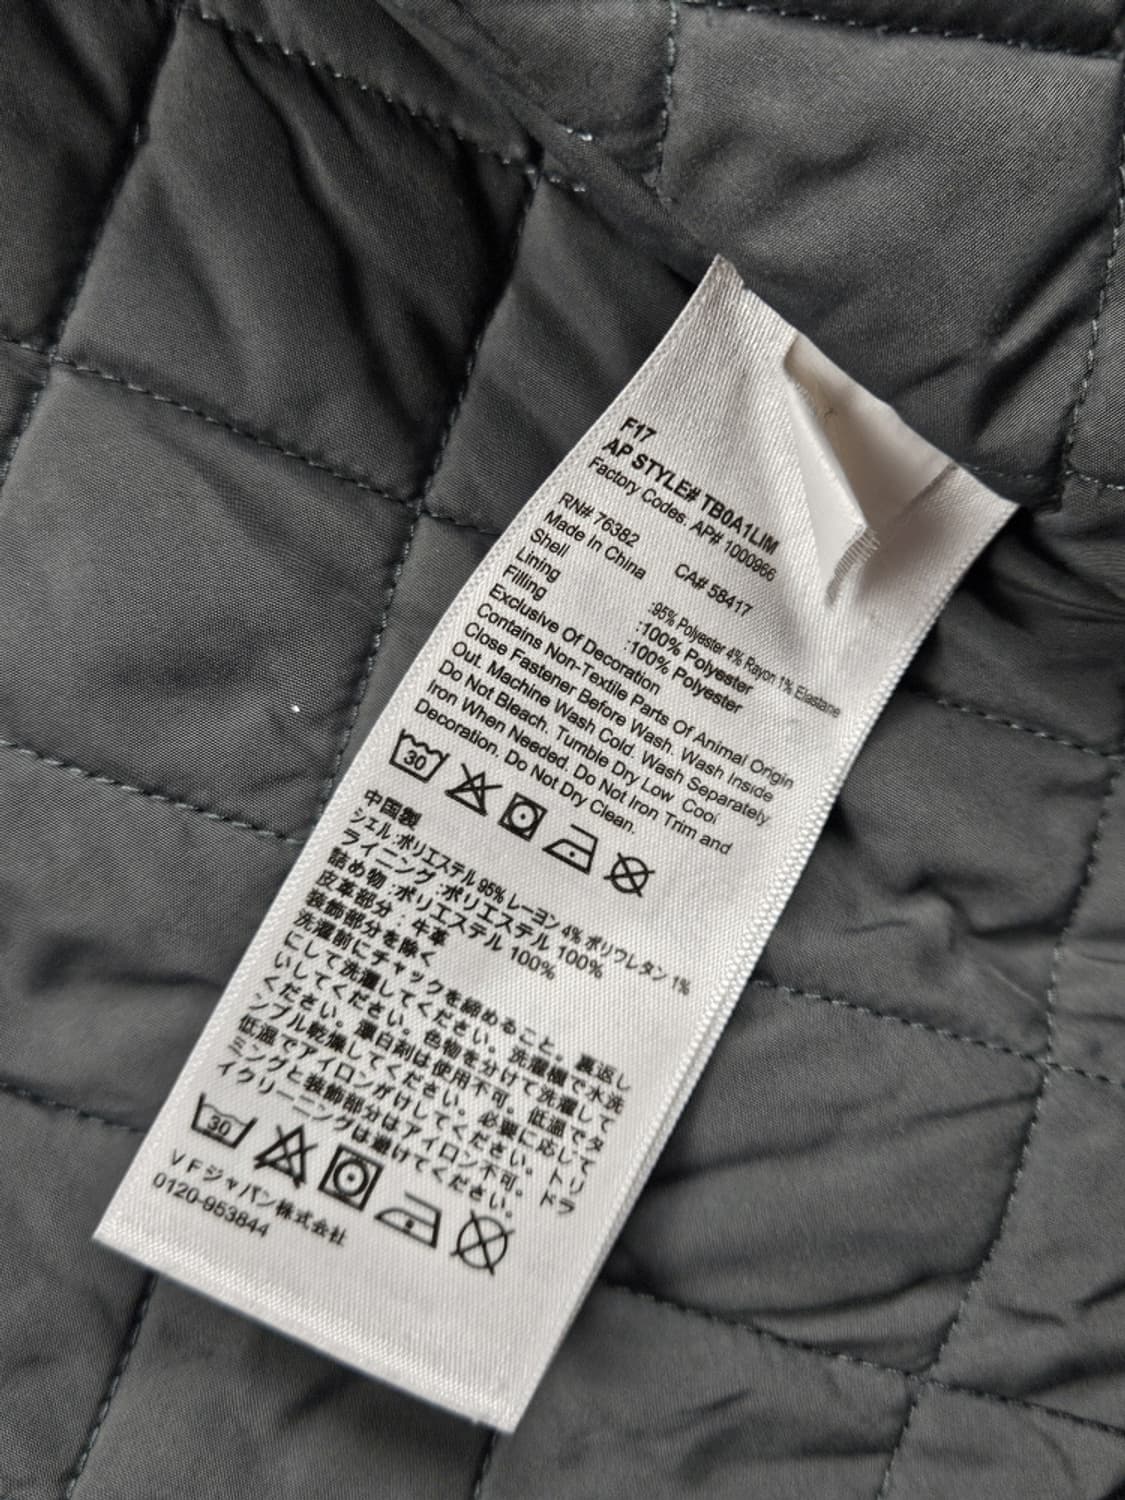 F17
AP STYLE# TB0A1LIM
Factory Codes AP# 1000966
RN# 76382 CA# 58417
Made In China
Shell :95% Polyester 4% Rayon 1% Elastane
Lining :100% Polyester
Filling :100% Polyester
Exclusive Of Decoration
Contains Non-Textile Parts Of Animal Origin
Close Fastener Before Wash. Wash Inside
Out. Machine Wash Cold. Wash Separately.
Do Not Bleach. Tumble Dry Low. Cool
Iron When Needed. Do Not Iron Trim and
Decoration. Do Not Dry Clean.
30
中国製
シェル:ポリエステル 95% レーヨン 4% ポリウレタン 1%
ライニング:ポリエステル 100%
詰め物:ポリエステル 100%
皮革部分:牛革
装飾部分を除く
洗濯前にチャックを締めること。裏返し
にして洗濯してください。洗濯機で水洗
いしてください。色物を分けて洗濯して
ください。漂白剤は使用不可。低温でタ
ンブル乾燥してください。必要に応じて
低温でアイロンがけしてください。トリ
ミングと装飾部分はアイロン不可。ドラ
イクリーニングは避けてください。
30
VFジャパン株式会社
0120-953844